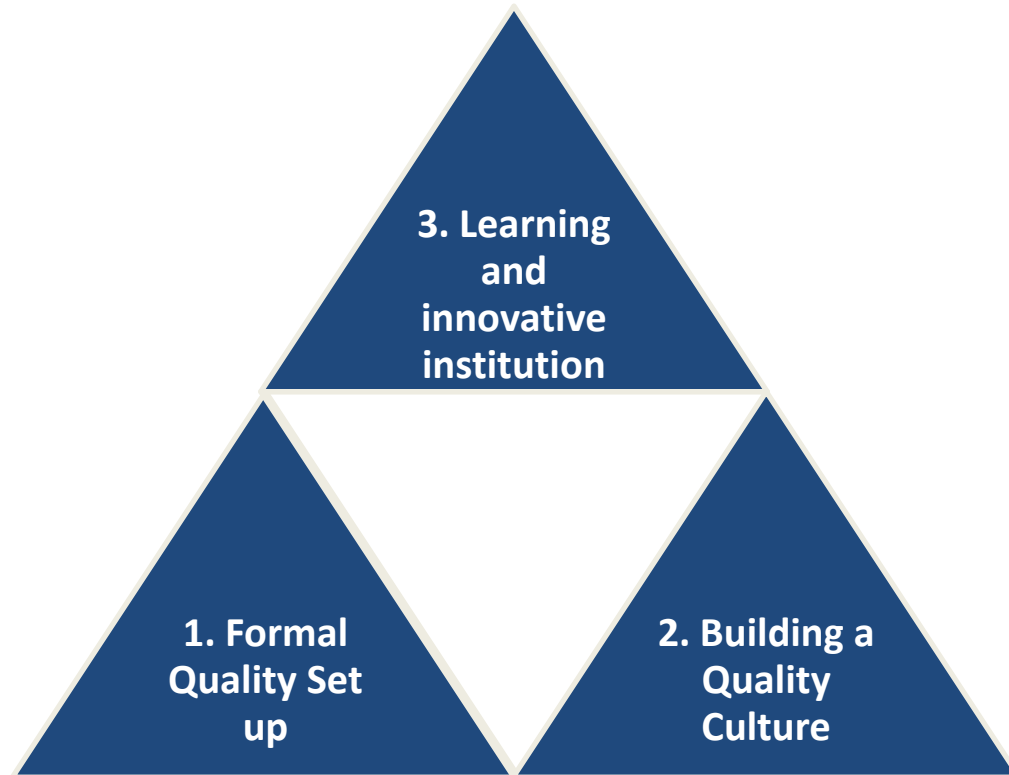 3. Learning
and
innovative
institution
1. Formal
Quality Set
up
2. Building a
Quality
Culture